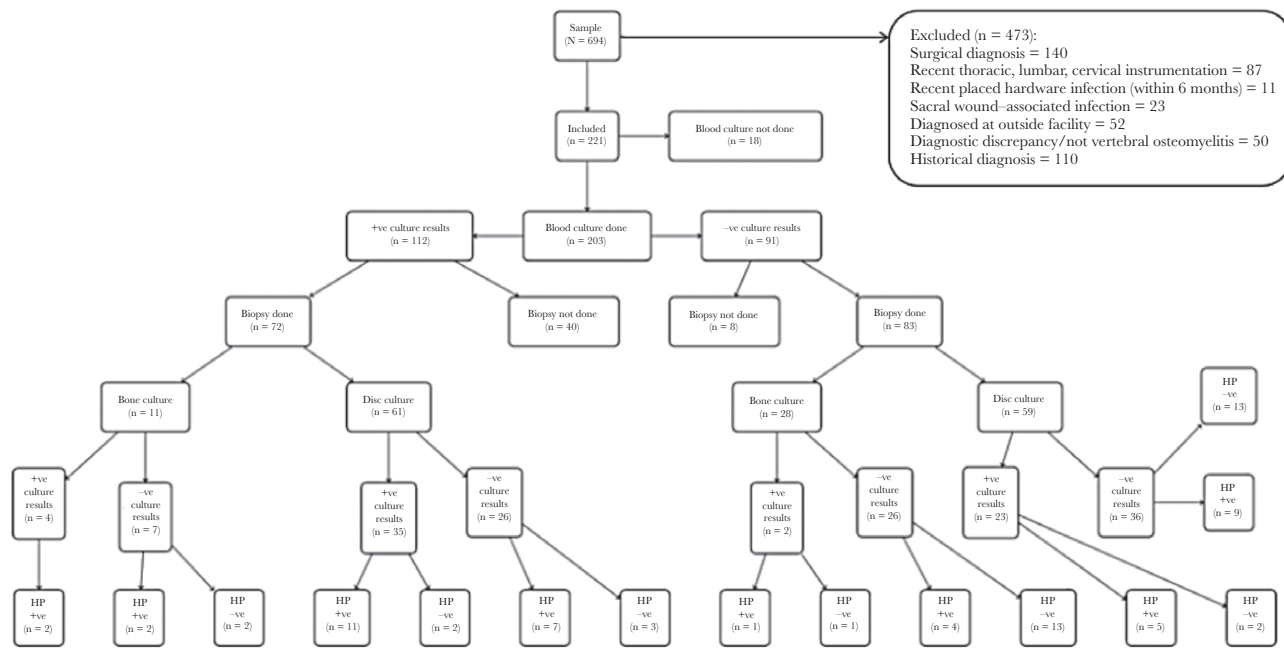 Sample
(N = 694)
Excluded (n = 473):
Surgical diagnosis = 140
Recent thoracic, lumbar, cervical instrumentation = 87
Recent placed hardware infection (within 6 months) = 11
Sacral wound–associated infection = 23
Diagnosed at outside facility = 52
Diagnostic discrepancy/not vertebral osteomyelitis = 50
Historical diagnosis = 110
Included
(n = 221)
Blood culture not done
(n = 18)
+ve culture results
(n = 112)
Blood culture done
(n = 203)
–ve culture results
(n = 91)
Biopsy done
(n = 72)
Biopsy not done
(n = 40)
Biopsy not done
(n = 8)
Biopsy done
(n = 83)
Bone culture
(n = 11)
Disc culture
(n = 61)
Bone culture
(n = 28)
Disc culture
(n = 59)
HP
–ve
(n = 13)
+ve
culture
results
(n = 4)
–ve
culture
results
(n = 7)
+ve
culture
results
(n = 35)
–ve
culture
results
(n = 26)
+ve
culture
results
(n = 2)
–ve
culture
results
(n = 26)
+ve
culture
results
(n = 23)
–ve
culture
results
(n = 36)
HP
+ve
(n = 9)
HP
+ve
(n = 2)
HP
+ve
(n = 2)
HP
–ve
(n = 2)
HP
+ve
(n = 11)
HP
–ve
(n = 2)
HP
+ve
(n = 7)
HP
–ve
(n = 3)
HP
+ve
(n = 1)
HP
–ve
(n = 1)
HP
+ve
(n = 4)
HP
–ve
(n = 13)
HP
+ve
(n = 5)
HP
–ve
(n = 2)